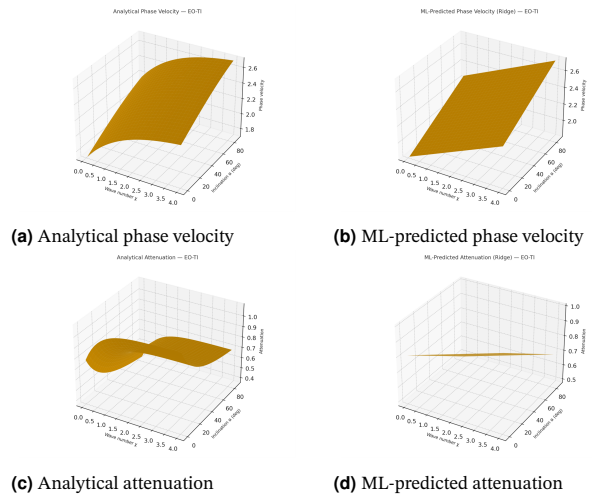 Analytical Phase Velocity — EO-TI
ML-Predicted Phase Velocity (Ridge) — EO-TI
2.6
2.4
2.2
2.0
1.8
Phase velocity
0.0 0.5 1.0 1.5 2.0 2.5 3.0 3.5 4.0
Wave number k
0 20 40 60 80
Inclination α (deg)
2.6
2.4
2.2
2.0
Phase velocity
0.0 0.5 1.0 1.5 2.0 2.5 3.0 3.5 4.0
Wave number k
0 20 40 60 80
Inclination α (deg)
(a) Analytical phase velocity
(b) ML-predicted phase velocity
Analytical Attenuation — EO-TI
ML-Predicted Attenuation (Ridge) — EO-TI
1.0
0.9
0.8
0.7
0.6
0.5
0.4
Attenuation
0.0 0.5 1.0 1.5 2.0 2.5 3.0 3.5 4.0
Wave number k
0 20 40 60 80
Inclination α (deg)
1.0
0.9
0.8
0.7
0.6
0.5
Attenuation
0.0 0.5 1.0 1.5 2.0 2.5 3.0 3.5 4.0
Wave number k
0 20 40 60 80
Inclination α (deg)
(c) Analytical attenuation
(d) ML-predicted attenuation